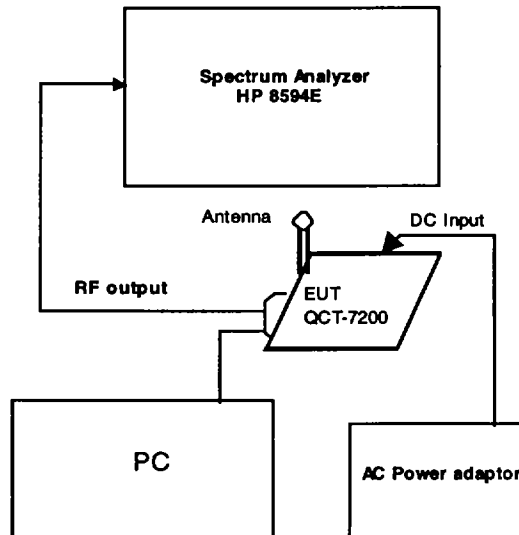 Spectrum Analyzer
HP 8594E
Antenna
DC Input
RF output
EUT
QCT-7200
PC
AC Power adaptor